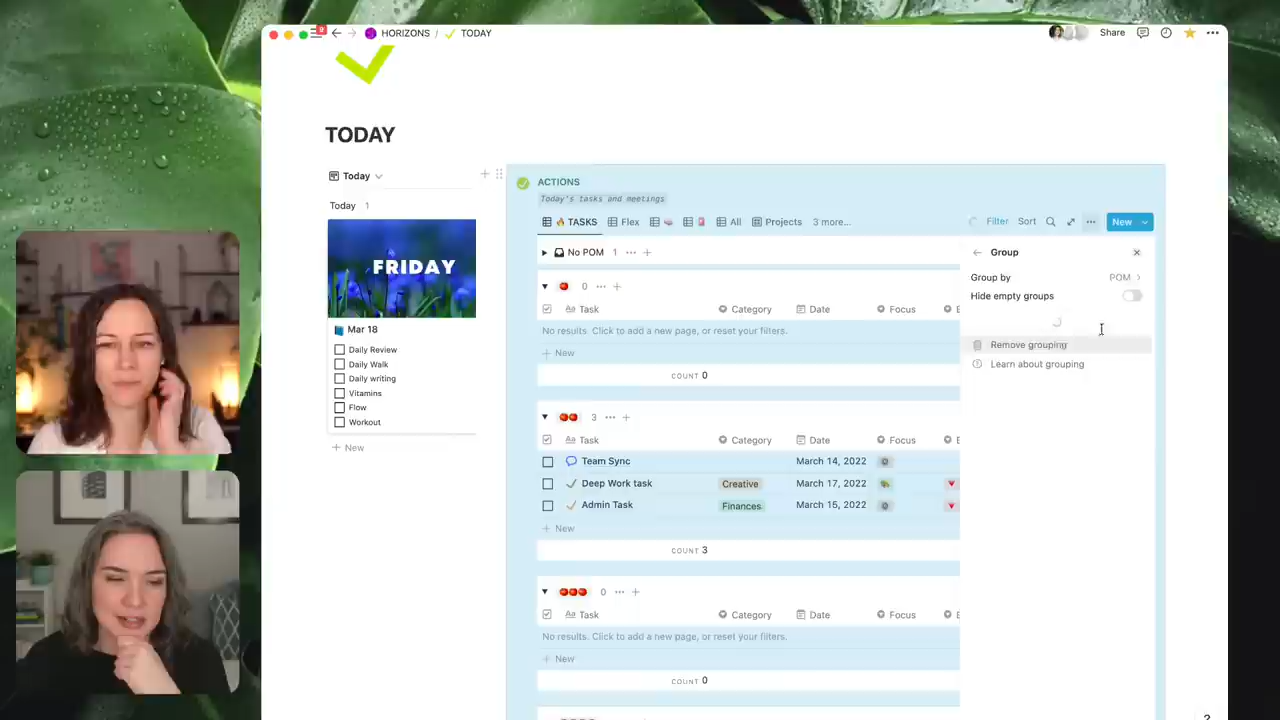 HORIZONS / TODAY
Share
TODAY
Today
Today 1
FRIDAY
Mar 18
Daily Review
Daily Walk
Daily writing
Vitamins
Flow
Workout
+ New
ACTIONS
Today's tasks and meetings
TASKS Flex All Projects 3 more...
Filter Sort New
No POM 1
0
Task Category Date Focus
No results. Click to add a new page, or reset your filters.
+ New
COUNT 0
3
Task Category Date Focus
Team Sync March 14, 2022
Deep Work task Creative March 17, 2022
Admin Task Finances March 15, 2022
+ New
COUNT 3
0
Task Category Date Focus
No results. Click to add a new page, or reset your filters.
+ New
COUNT 0
Group
Group by POM
Hide empty groups
Remove grouping
Learn about grouping
?